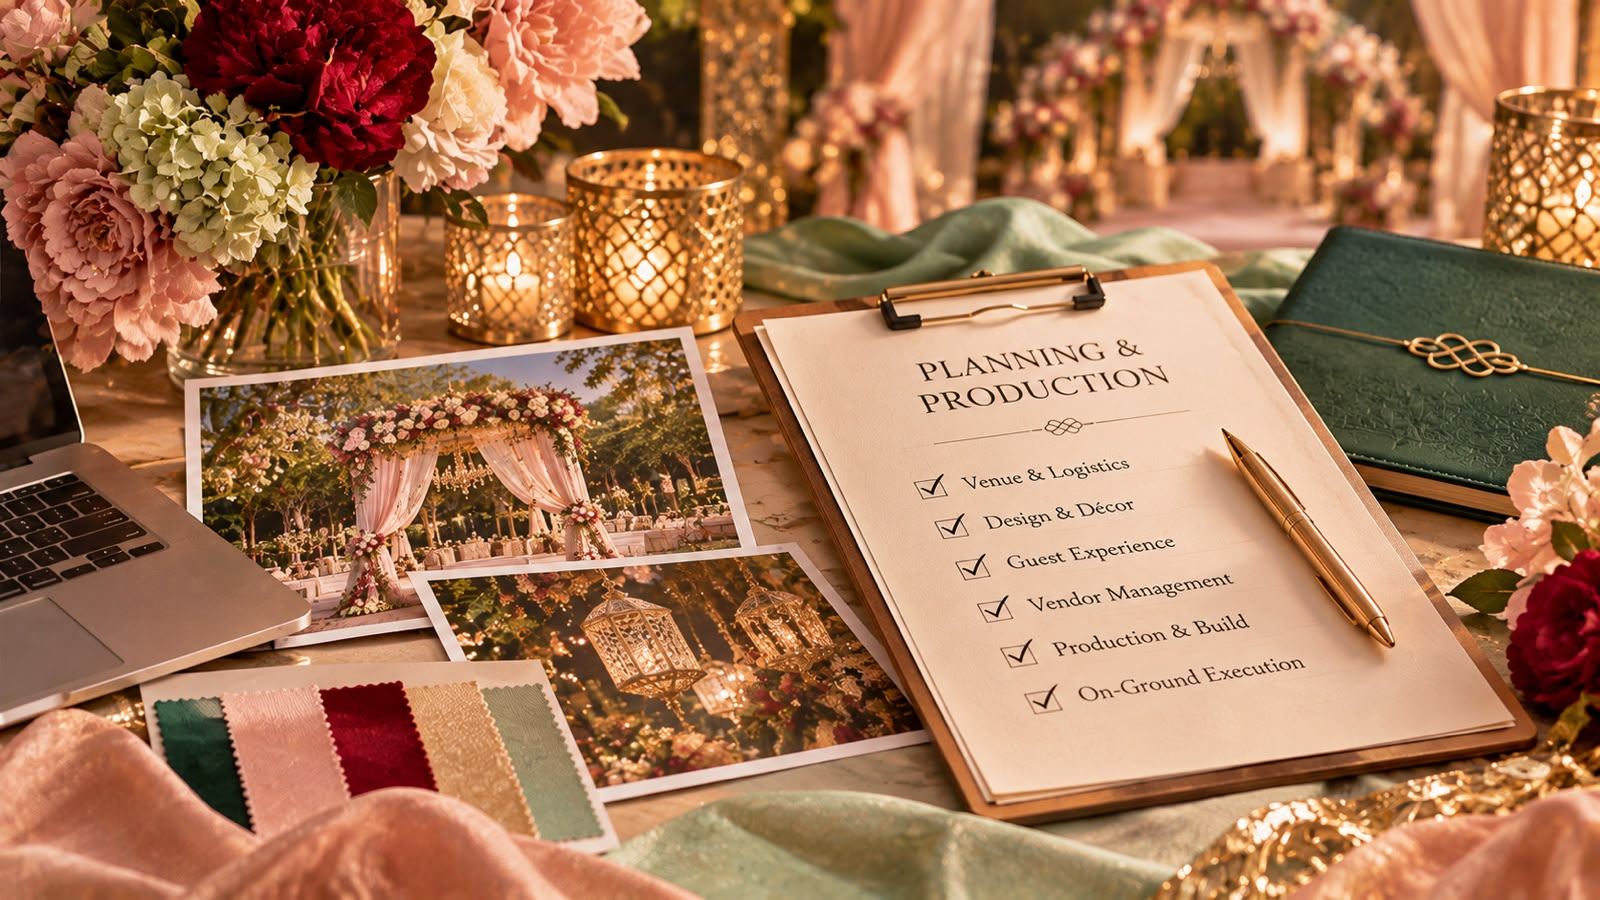 PLANNING &
PRODUCTION
Venue & Logistics
Design & Décor
Guest Experience
Vendor Management
Production & Build
On-Ground Execution